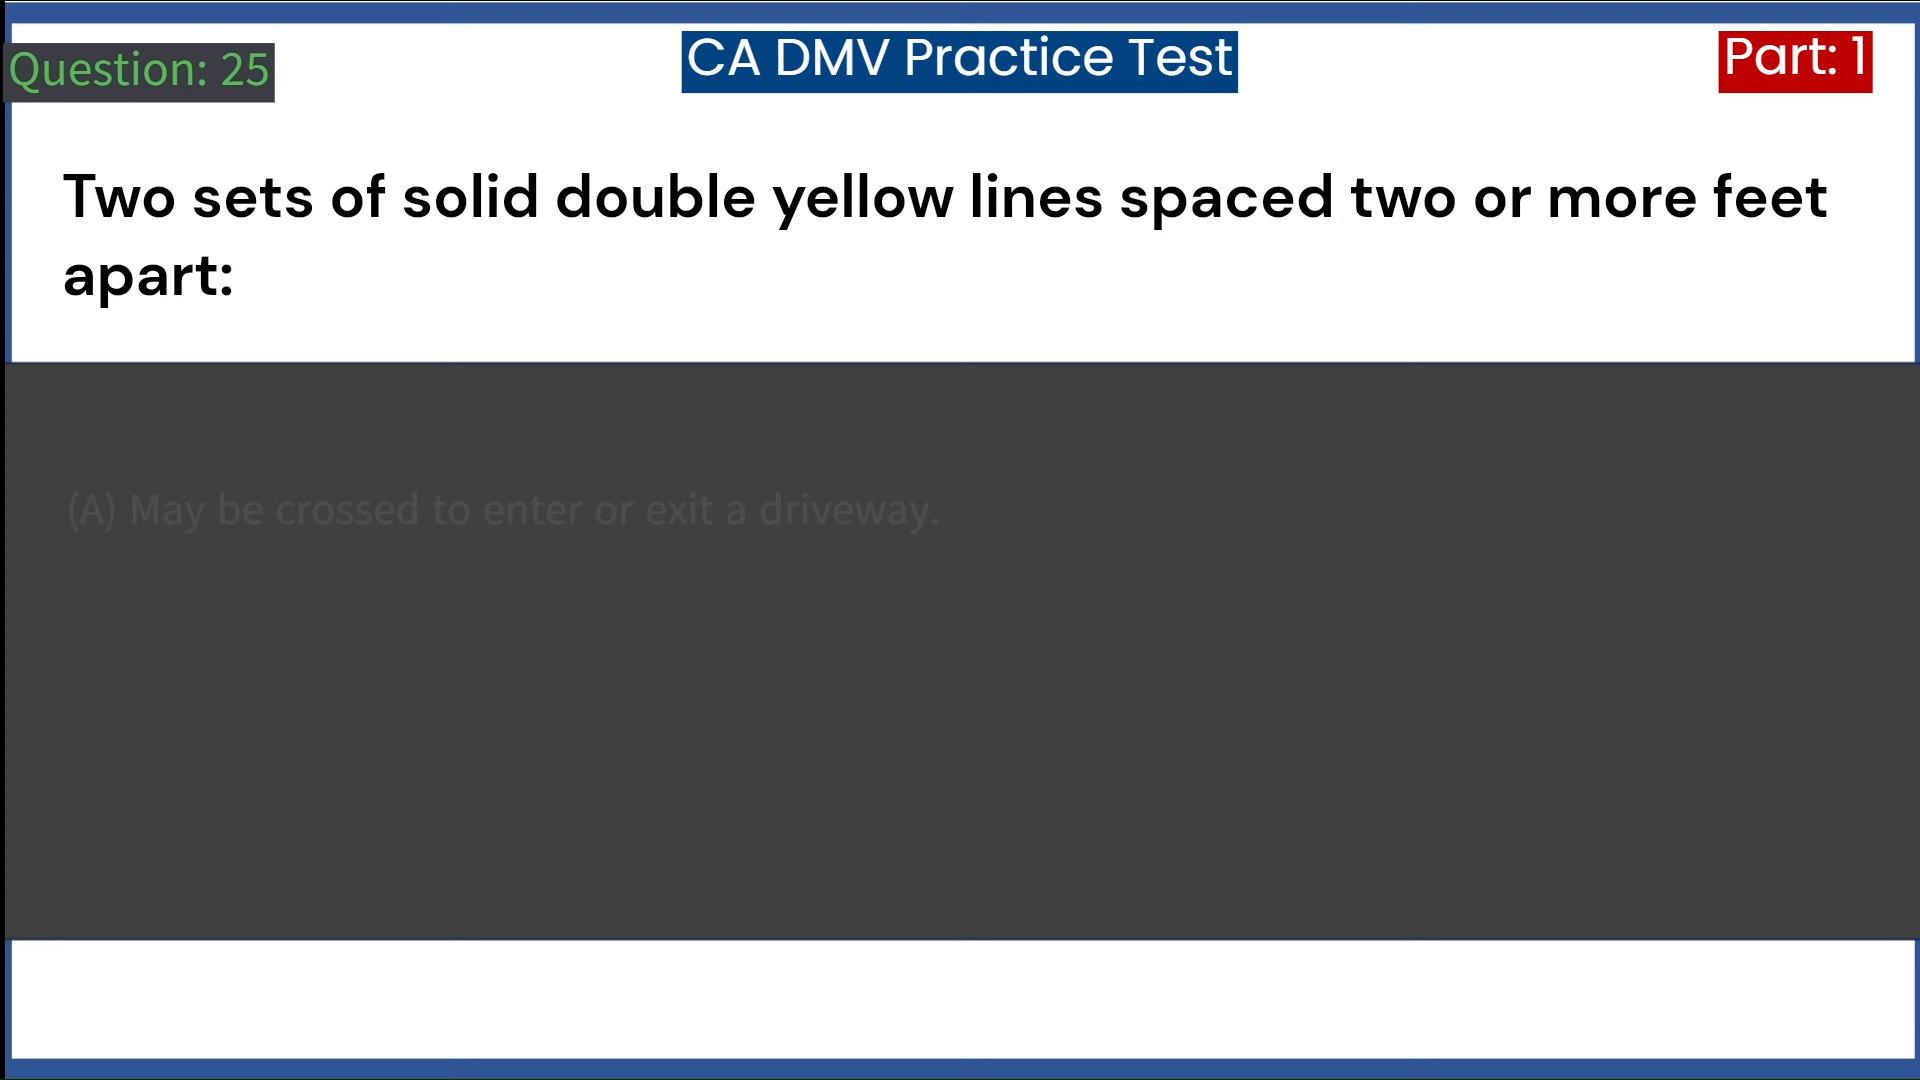 Question: 25
CA DMV Practice Test
Part: 1
Two sets of solid double yellow lines spaced two or more feet
apart:
(A) May be crossed to enter or exit a driveway.